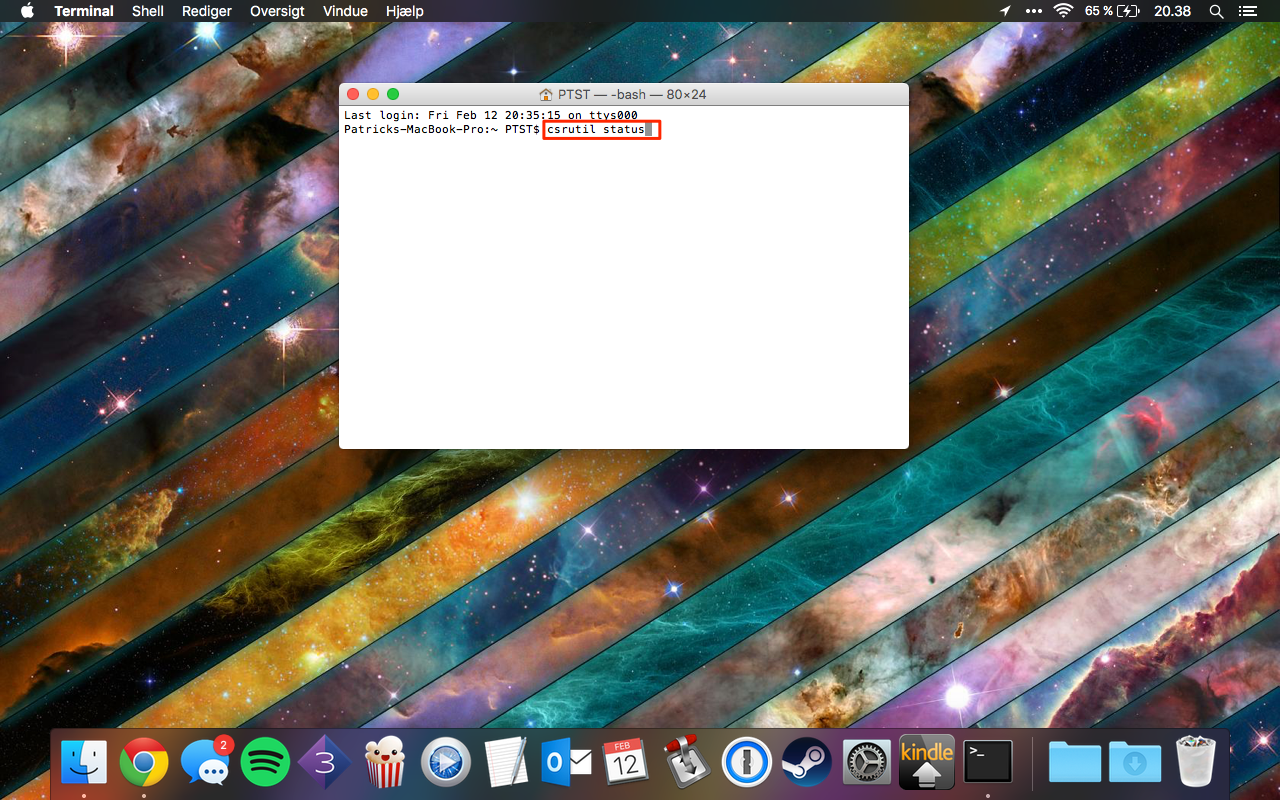 Terminal Shell Rediger Oversigt Vindue Hjælp 65 % 20.38
PTST — -bash — 80×24
Last login: Fri Feb 12 20:35:15 on ttys000
Patricks-MacBook-Pro:~ PTST$ csrutil status
2
3
FEB
12
kindle
>_